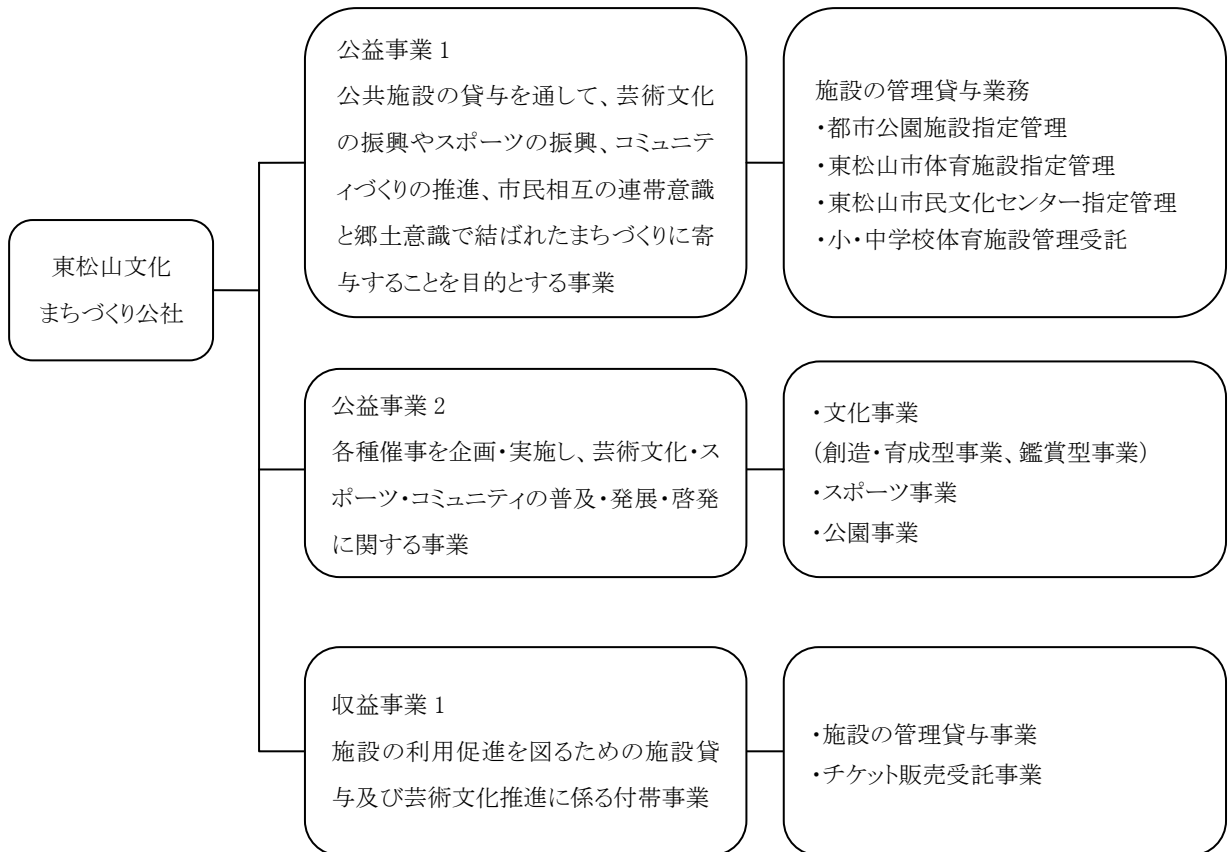 東松山文化
まちづくり公社
公益事業 1
公共施設の貸与を通して、芸術文化
の振興やスポーツの振興、コミュニテ
ィづくりの推進、市民相互の連帯意識
と郷土意識で結ばれたまちづくりに寄
与することを目的とする事業
施設の管理貸与業務
・都市公園施設指定管理
・東松山市体育施設指定管理
・東松山市民文化センター指定管理
・小・中学校体育施設管理受託
公益事業 2
各種催事を企画・実施し、芸術文化・ス
ポーツ・コミュニティの普及・発展・啓発
に関する事業
・文化事業
(創造・育成型事業、鑑賞型事業)
・スポーツ事業
・公園事業
収益事業 1
施設の利用促進を図るための施設貸
与及び芸術文化推進に係る付帯事業
・施設の管理貸与事業
・チケット販売受託事業